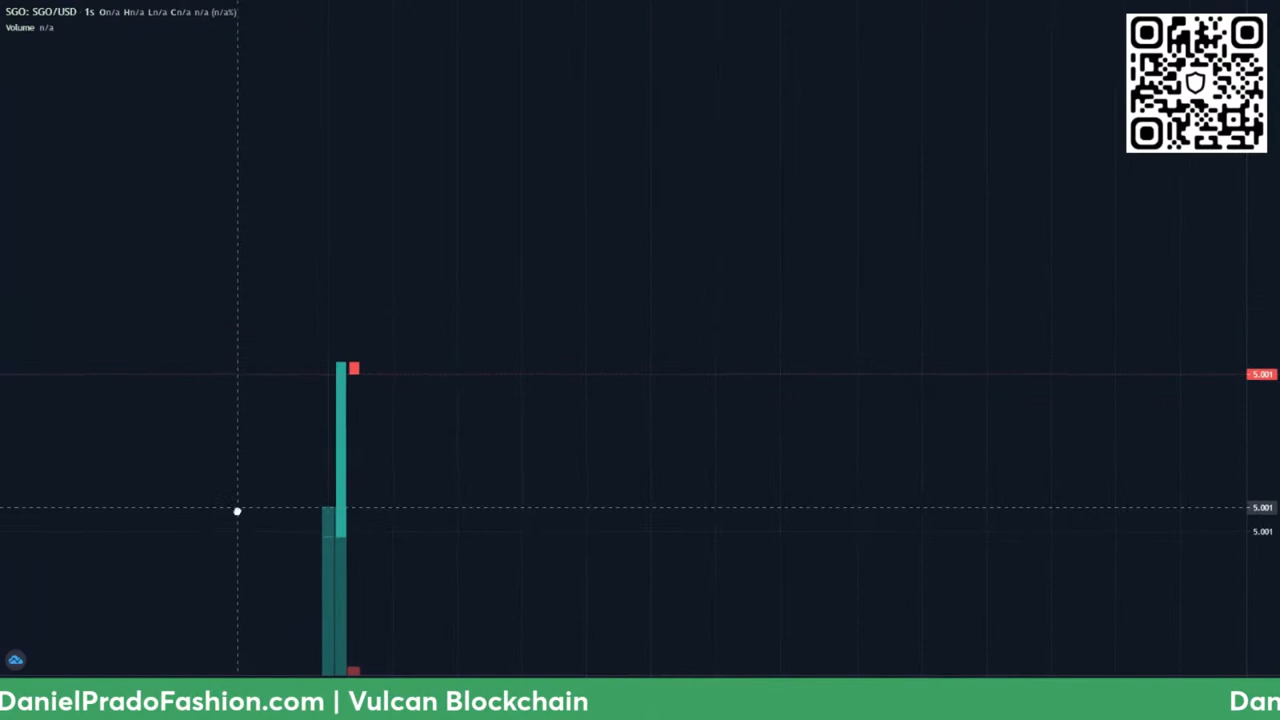 SGO: SGO/USD · 1s On/a Hn/a Ln/a Cn/a n/a (n/a%)
Volume n/a
5.001
5.001
5.001
DanielPradoFashion.com | Vulcan Blockchain
Dan